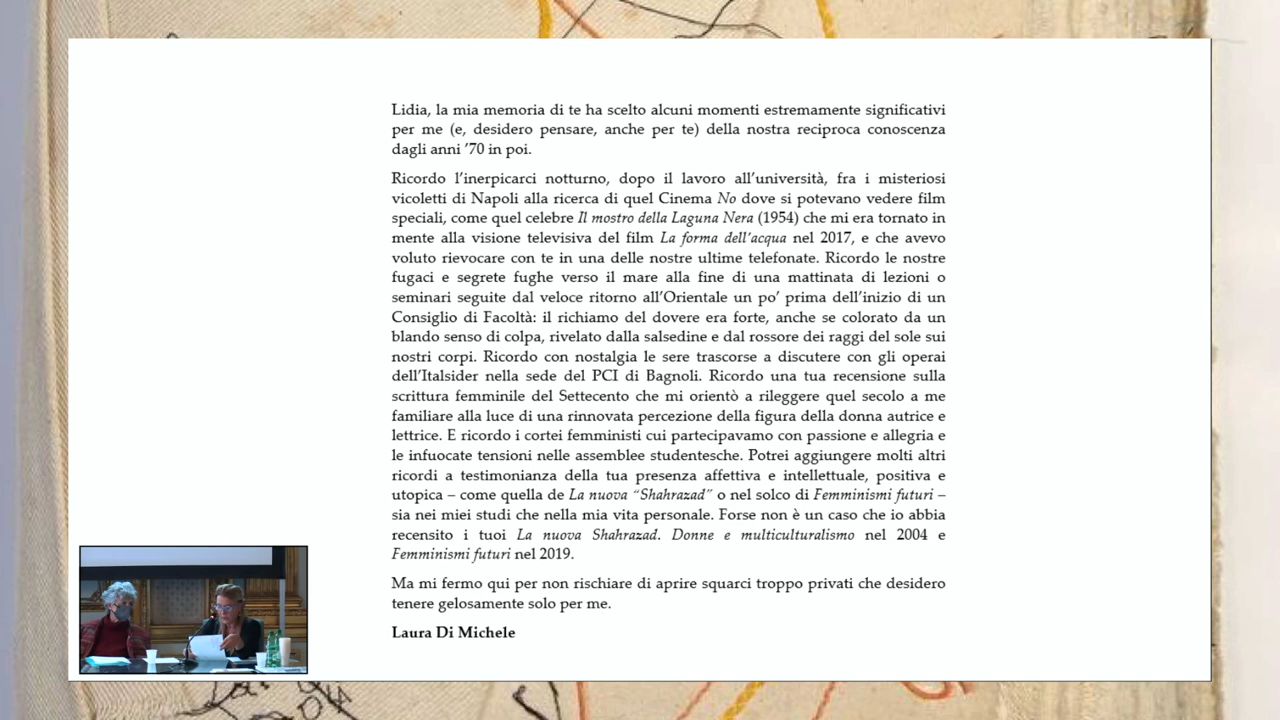 Lidia, la mia memoria di te ha scelto alcuni momenti estremamente significativi
per me (e, desidero pensare, anche per te) della nostra reciproca conoscenza
dagli anni ’70 in poi.
Ricordo l’inerpicarci notturno, dopo il lavoro all’università, fra i misteriosi
vicoletti di Napoli alla ricerca di quel Cinema No dove si potevano vedere film
speciali, come quel celebre Il mostro della Laguna Nera (1954) che mi era tornato in
mente alla visione televisiva del film La forma dell’acqua nel 2017, e che avevo
voluto rievocare con te in una delle nostre ultime telefonate. Ricordo le nostre
fugaci e segrete fughe verso il mare alla fine di una mattinata di lezioni o
seminari seguite dal veloce ritorno all’Orientale un po’ prima dell’inizio di un
Consiglio di Facoltà: il richiamo del dovere era forte, anche se colorato da un
blando senso di colpa, rivelato dalla salsedine e dal rossore dei raggi del sole sui
nostri corpi. Ricordo con nostalgia le sere trascorse a discutere con gli operai
dell’Italsider nella sede del PCI di Bagnoli. Ricordo una tua recensione sulla
scrittura femminile del Settecento che mi orientò a rileggere quel secolo a me
familiare alla luce di una rinnovata percezione della figura della donna autrice e
lettrice. E ricordo i cortei femministi cui partecipavamo con passione e allegria e
le infuocate tensioni nelle assemblee studentesche. Potrei aggiungere molti altri
ricordi a testimonianza della tua presenza affettiva e intellettuale, positiva e
utopica – come quella de La nuova “Shahrazad” o nel solco di Femminismi futuri –
sia nei miei studi che nella mia vita personale. Forse non è un caso che io abbia
recensito i tuoi La nuova Shahrazad. Donne e multiculturalismo nel 2004 e
Femminismi futuri nel 2019.
Ma mi fermo qui per non rischiare di aprire squarci troppo privati che desidero
tenere gelosamente solo per me.
Laura Di Michele